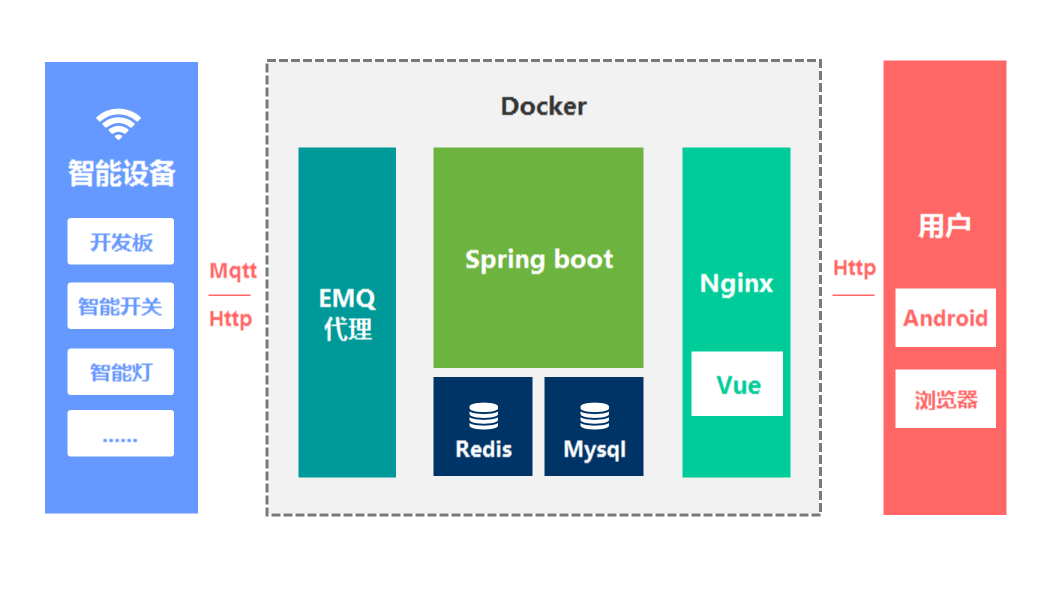 智能设备
开发板
智能开关
智能灯
......
Mqtt
Http
Docker
EMQ
代理
Spring boot
Redis
Mysql
Nginx
Vue
Http
用户
Android
浏览器